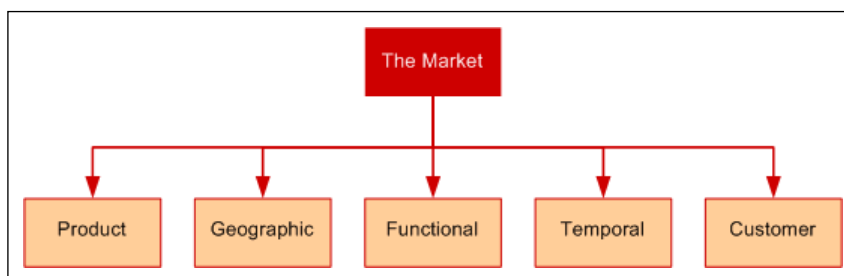 The Market
Product
Geographic
Functional
Temporal
Customer